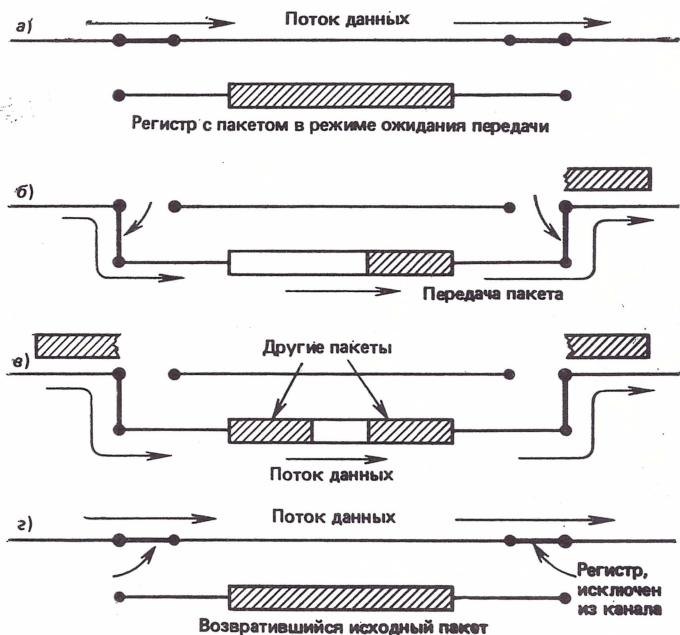 а)
Поток данных
Регистр с пакетом в режиме ожидания передачи
б)
Передача пакета
в)
Другие пакеты
Поток данных
г)
Поток данных
Регистр,
исключен
из канала
Возвратившийся исходный пакет